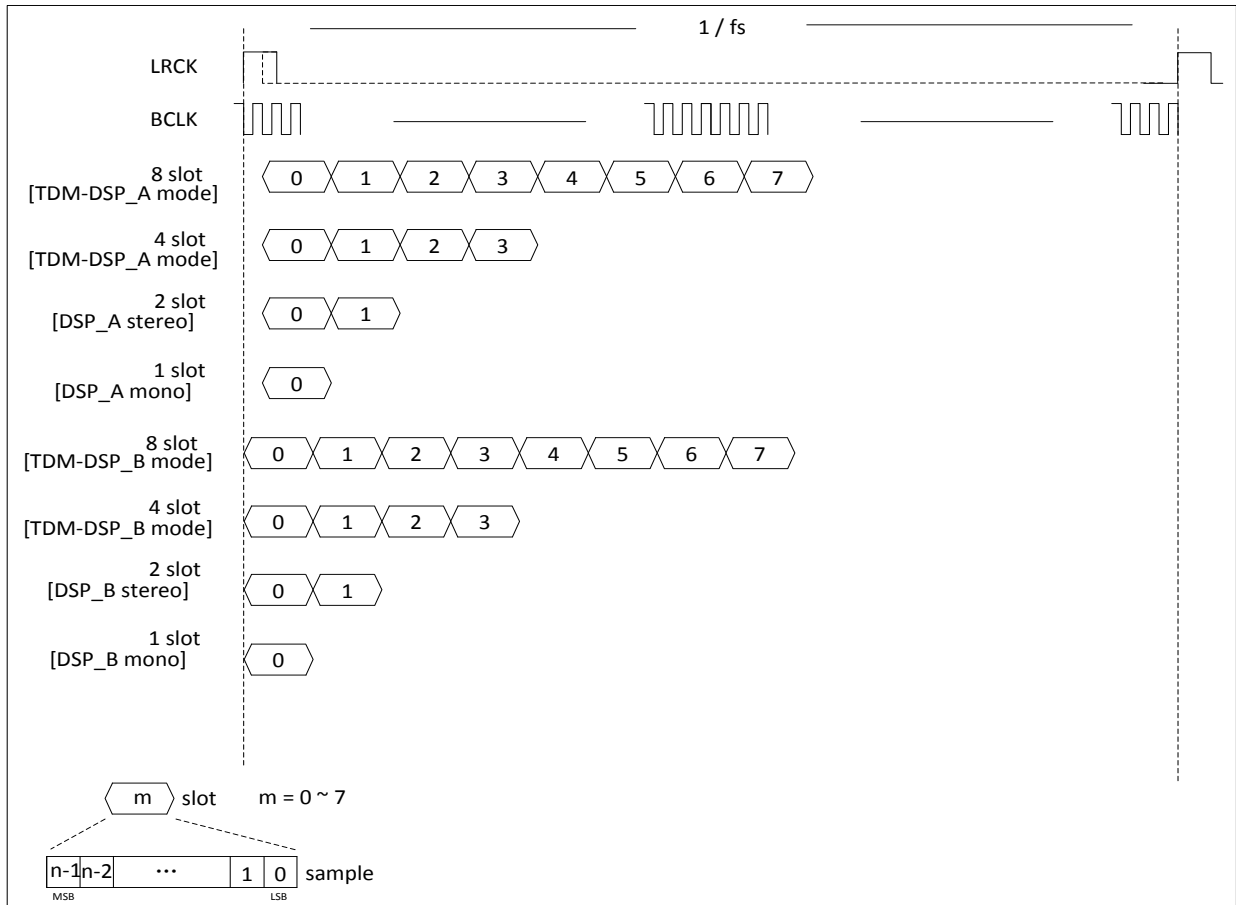 1 / fs
LRCK
BCLK
8 slot
[TDM-DSP_A mode]
0 1 2 3 4 5 6 7
4 slot
[TDM-DSP_A mode]
0 1 2 3
2 slot
[DSP_A stereo]
0 1
1 slot
[DSP_A mono]
0
8 slot
[TDM-DSP_B mode]
0 1 2 3 4 5 6 7
4 slot
[TDM-DSP_B mode]
0 1 2 3
2 slot
[DSP_B stereo]
0 1
1 slot
[DSP_B mono]
0
m slot m = 0 ~ 7
n-1 n-2 ··· 1 0 sample
MSB LSB